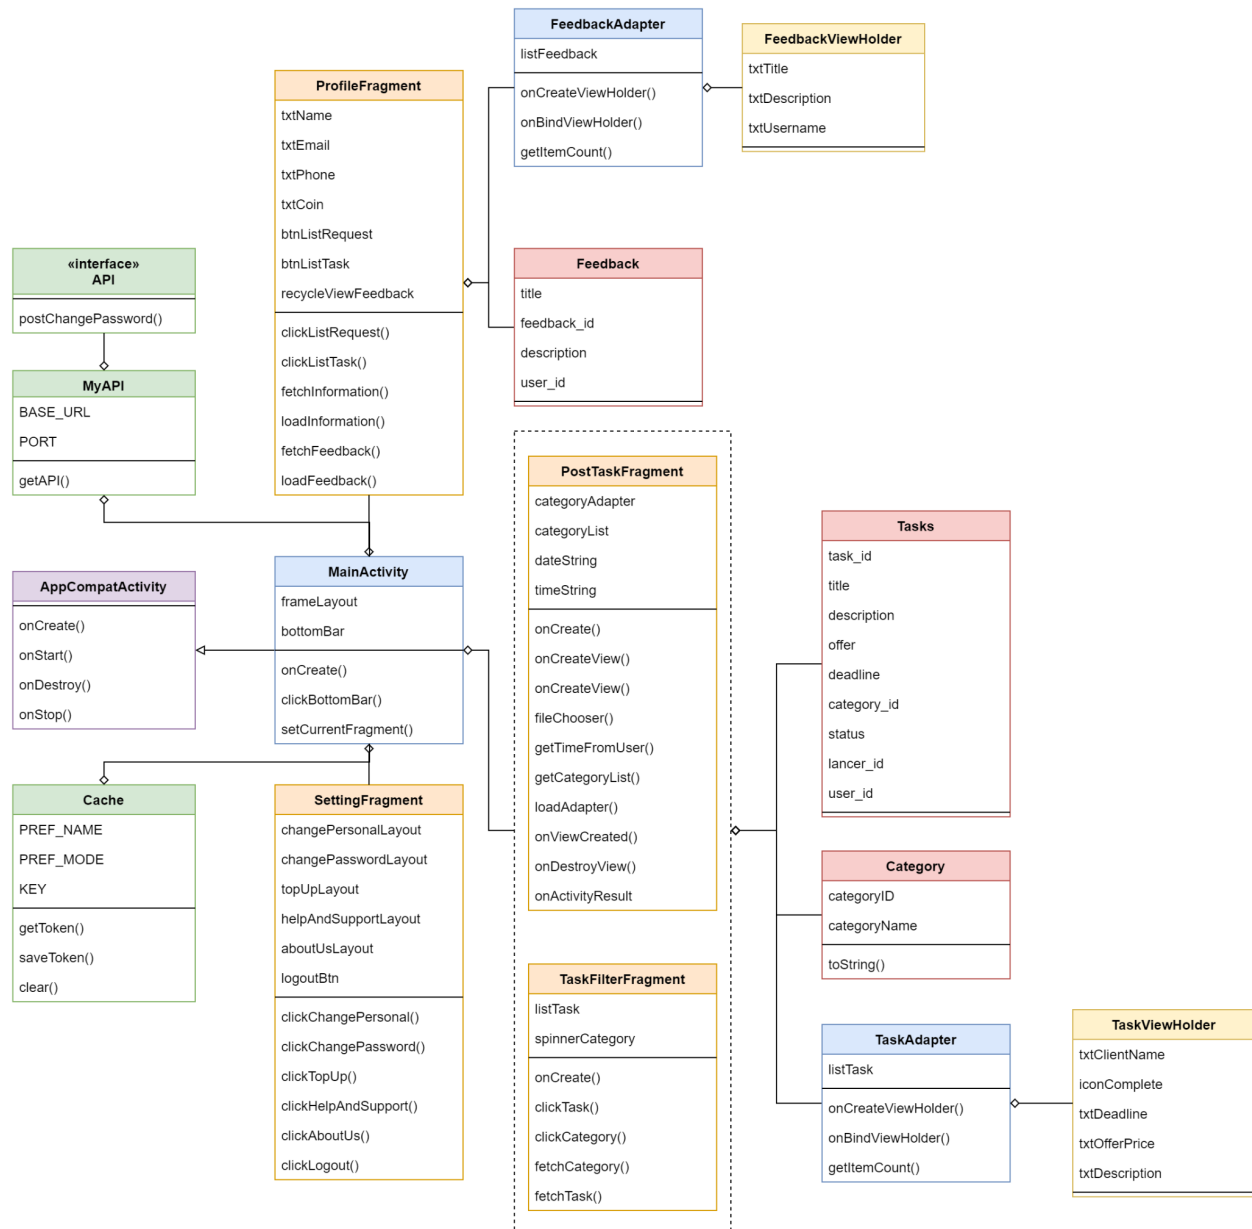 FeedbackAdapter
listFeedback
onCreateViewHolder()
onBindViewHolder()
getItemCount()
FeedbackViewHolder
txtTitle
txtDescription
txtUsername
ProfileFragment
txtName
txtEmail
txtPhone
txtCoin
btnListRequest
btnListTask
recycleViewFeedback
clickListRequest()
clickListTask()
fetchInformation()
loadInformation()
fetchFeedback()
loadFeedback()
Feedback
title
feedback_id
description
user_id
«interface»
API
postChangePassword()
MyAPI
BASE_URL
PORT
getAPI()
AppCompatActivity
onCreate()
onStart()
onDestroy()
onStop()
MainActivity
frameLayout
bottomBar
onCreate()
clickBottomBar()
setCurrentFragment()
PostTaskFragment
categoryAdapter
categoryList
dateString
timeString
onCreate()
onCreateView()
onCreateView()
fileChooser()
getTimeFromUser()
getCategoryList()
loadAdapter()
onViewCreated()
onDestroyView()
onActivityResult
Tasks
task_id
title
description
offer
deadline
category_id
status
lancer_id
user_id
Cache
PREF_NAME
PREF_MODE
KEY
getToken()
saveToken()
clear()
SettingFragment
changePersonalLayout
changePasswordLayout
topUpLayout
helpAndSupportLayout
aboutUsLayout
logoutBtn
clickChangePersonal()
clickChangePassword()
clickTopUp()
clickHelpAndSupport()
clickAboutUs()
clickLogout()
Category
categoryID
categoryName
toString()
TaskFilterFragment
listTask
spinnerCategory
onCreate()
clickTask()
clickCategory()
fetchCategory()
fetchTask()
TaskAdapter
listTask
onCreateViewHolder()
onBindViewHolder()
getItemCount()
TaskViewHolder
txtClientName
iconComplete
txtDeadline
txtOfferPrice
txtDescription